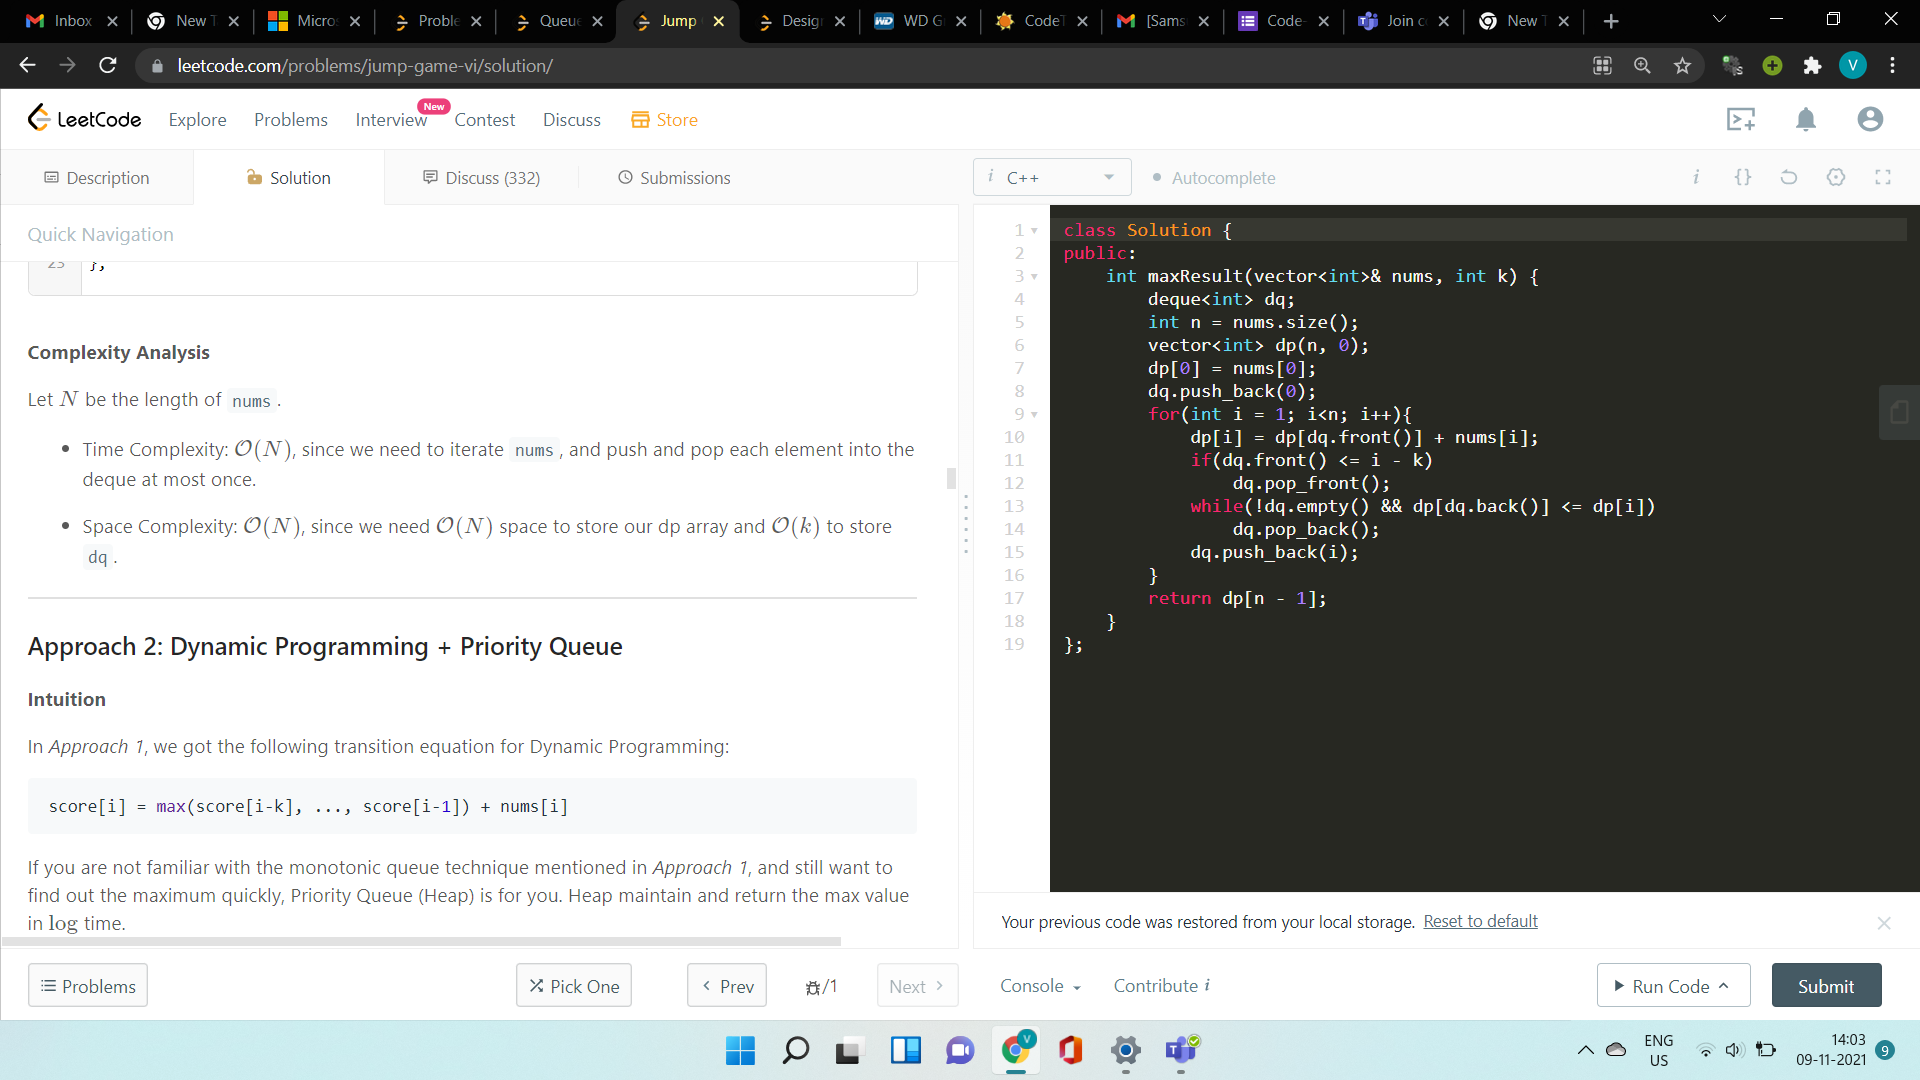 Inbox
New T
Micros
Proble
Queue
Jump
Design
WD G
CodeT
[Sams
Code-
Join c
New T
leetcode.com/problems/jump-game-vi/solution/
V
LeetCode
Explore
Problems
Interview
New
Contest
Discuss
Store
Description
Solution
Discuss (332)
Submissions
i C++
Autocomplete
Quick Navigation
23 };
Complexity Analysis
Let N be the length of nums .
• Time Complexity: O(N), since we need to iterate nums , and push and pop each element into the
deque at most once.
• Space Complexity: O(N), since we need O(N) space to store our dp array and O(k) to store
dq .
Approach 2: Dynamic Programming + Priority Queue
Intuition
In Approach 1, we got the following transition equation for Dynamic Programming:
score[i] = max(score[i-k], ..., score[i-1]) + nums[i]
If you are not familiar with the monotonic queue technique mentioned in Approach 1, and still want to
find out the maximum quickly, Priority Queue (Heap) is for you. Heap maintain and return the max value
in log time.
1 class Solution {
2 public:
3 int maxResult(vector<int>& nums, int k) {
4 deque<int> dq;
5 int n = nums.size();
6 vector<int> dp(n, 0);
7 dp[0] = nums[0];
8 dq.push_back(0);
9 for(int i = 1; i<n; i++){
10 dp[i] = dp[dq.front()] + nums[i];
11 if(dq.front() <= i - k)
12 dq.pop_front();
13 while(!dq.empty() && dp[dq.back()] <= dp[i])
14 dq.pop_back();
15 dq.push_back(i);
16 }
17 return dp[n - 1];
18 }
19 };
Your previous code was restored from your local storage. Reset to default
Problems
Pick One
Prev
/1
Next
Console
Contribute i
Run Code
Submit
ENG
US
14:03
09-11-2021
9